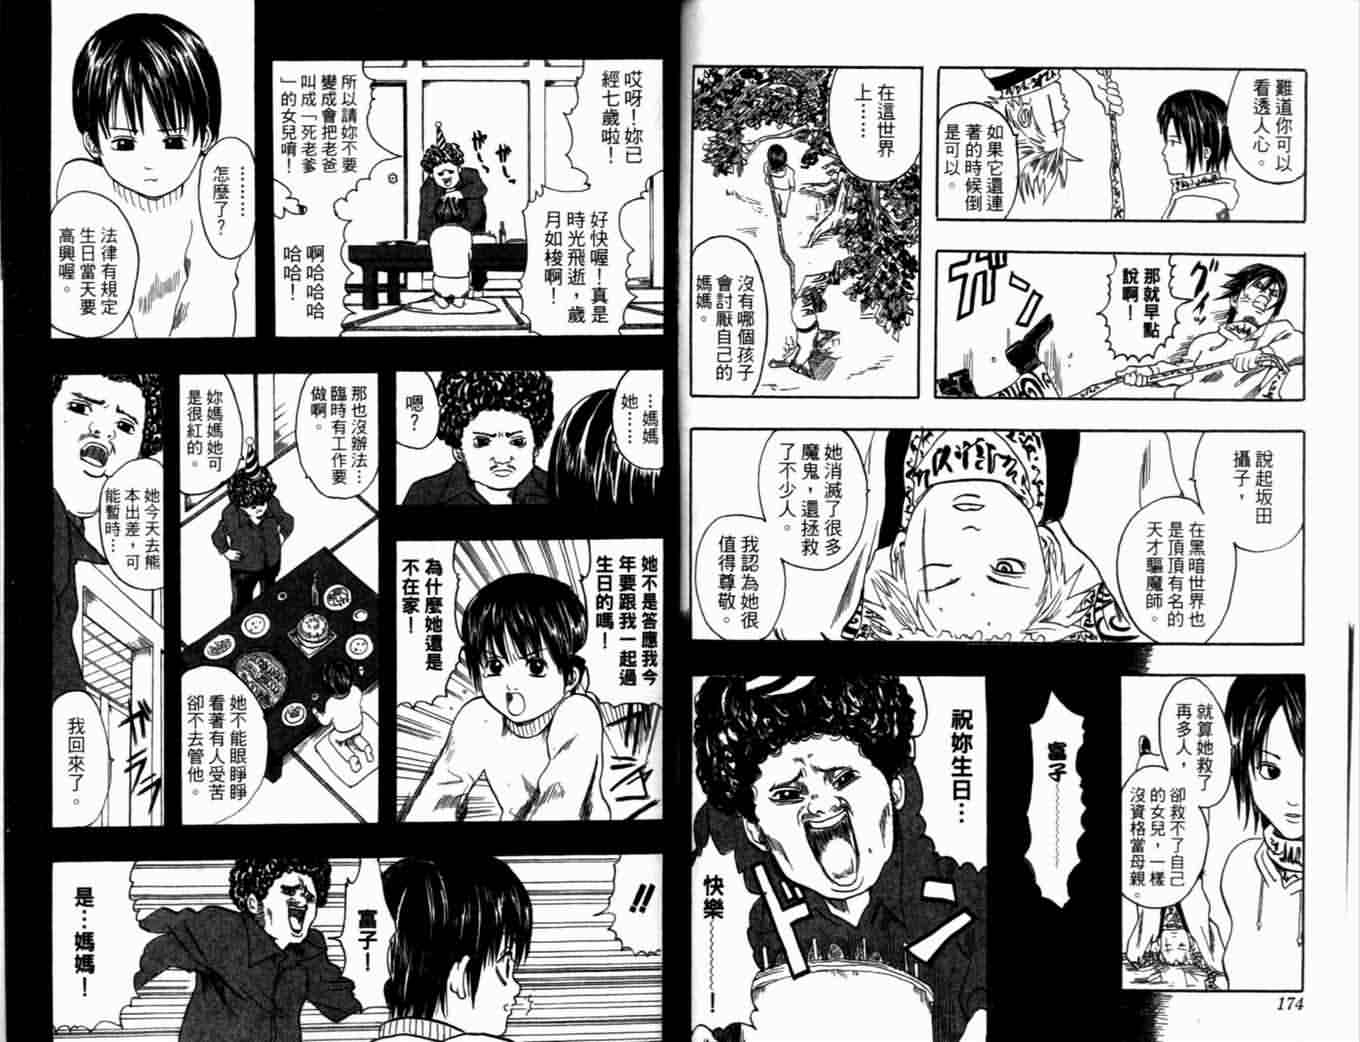 難道你可以
看透人心。
如果它還連
著的時候倒
是可以。
那就早點
說啊！
ガン
在這世界
上……
沒有哪個孩子
會討厭自己的
媽媽。
說起坂田
攝子，
在黑暗世界也
是頂頂有名的
天才驅魔師。
她消滅了很多
魔鬼，還拯救
了不少人。
我認為她很
值得尊敬。
就算她救了
再多人，
卻救不了自己
的女兒，一樣
沒資格當母親。
富子……
祝妳生日…
快樂……！
ドン
174
哎呀！妳已
經七歲啦！
好快喔！真是
時光飛逝，歲
月如梭啊！
所以請妳不要
變成會把老爸
叫成「死老爹
」的女兒唷！
啊哈哈哈
哈哈！
………
怎麼了？
法律有規定
生日當天要
高興喔。
…媽媽
她……
嗯？
她不是答應我今
年要跟我一起過
生日的嗎！
為什麼她還是
不在家！
那也沒辦法…
臨時有工作要
做啊。
妳媽媽她可
是很紅的。
她不能眼睜睜
看著有人受苦
卻不去管他。
她今天去熊
本出差，可
能暫時…
我回來了。
!!
富子！
是…媽媽！